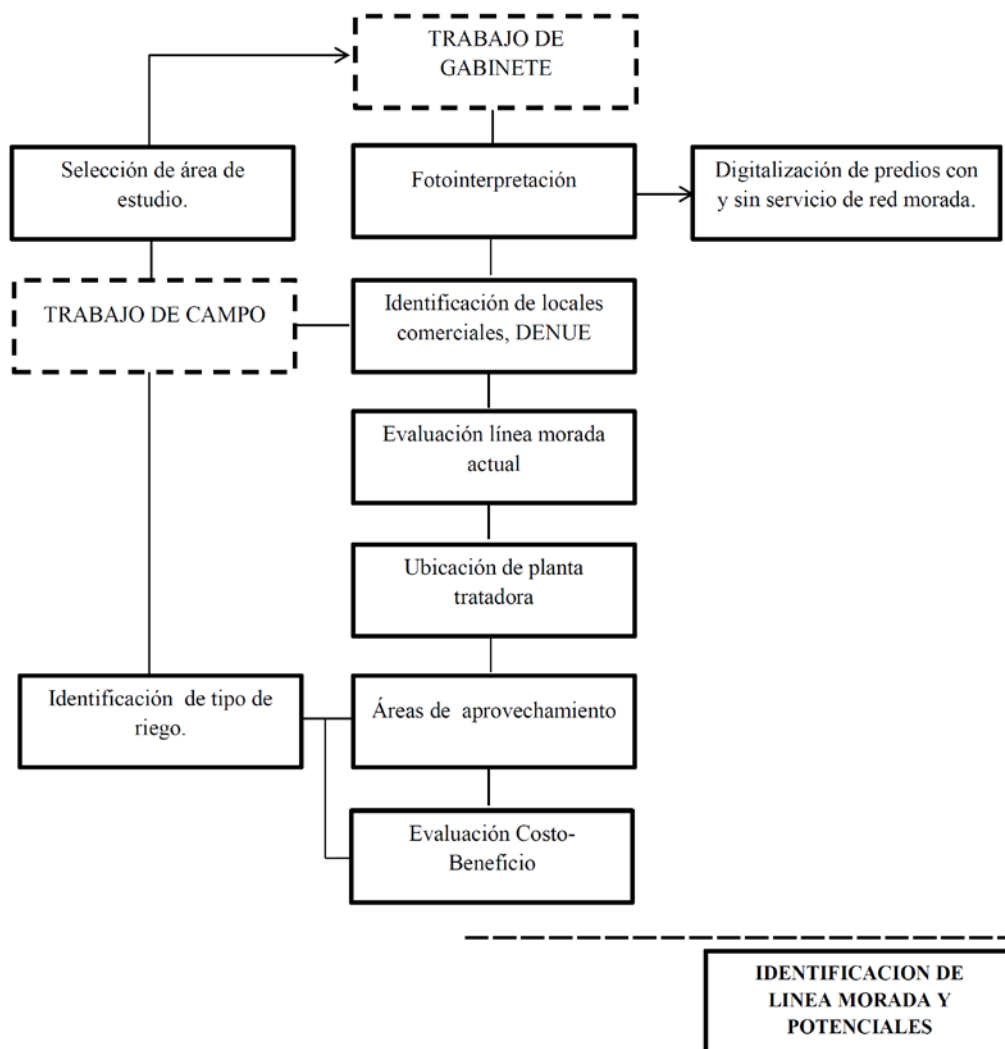 TRABAJO DE
GABINETE
Selección de área de
estudio.
Fotointerpretación
Digitalización de predios con
y sin servicio de red morada.
TRABAJO DE CAMPO
Identificación de locales
comerciales, DENUE
Evaluación línea morada
actual
Ubicación de planta
tratadora
Identificación de tipo de
riego.
Áreas de aprovechamiento
Evaluación Costo-
Beneficio
IDENTIFICACION DE
LINEA MORADA Y
POTENCIALES